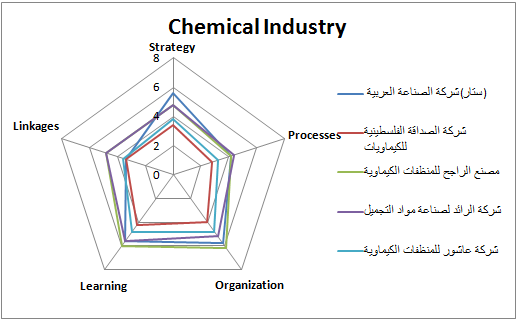 Chemical Industry
Strategy
8
6
4
2
0
Linkages
Processes
Learning
Organization
شركة الصناعة العربية (ستار)
شركة الصداقة الفلسطينية
للكيماويات
مصنع الراجح للمنظفات الكيماوية
شركة الرائد لصناعة مواد التجميل
شركة عاشور للمنظفات الكيماوية